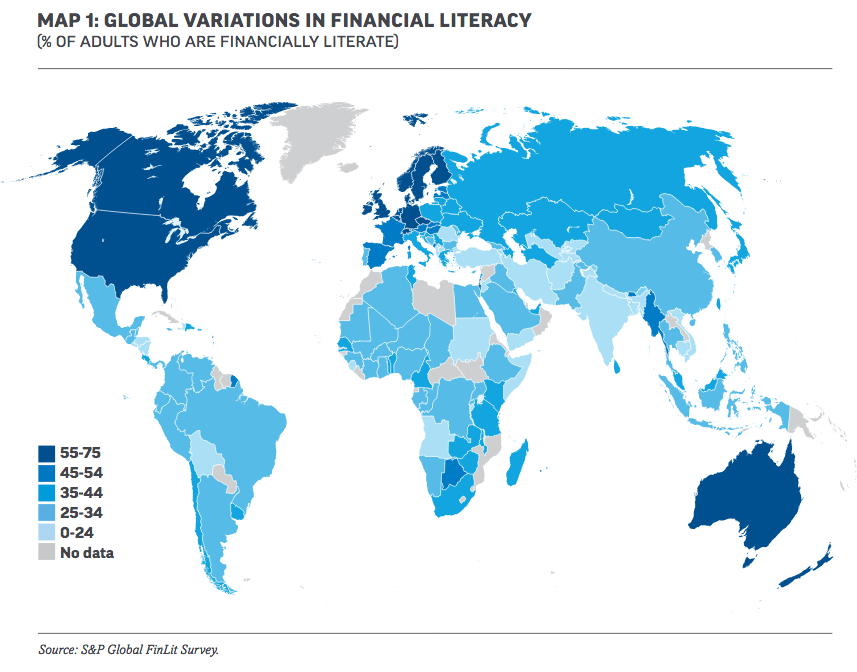 MAP 1: GLOBAL VARIATIONS IN FINANCIAL LITERACY
(% OF ADULTS WHO ARE FINANCIALLY LITERATE)
55-75
45-54
35-44
25-34
0-24
No data
Source: S&P Global FinLit Survey.